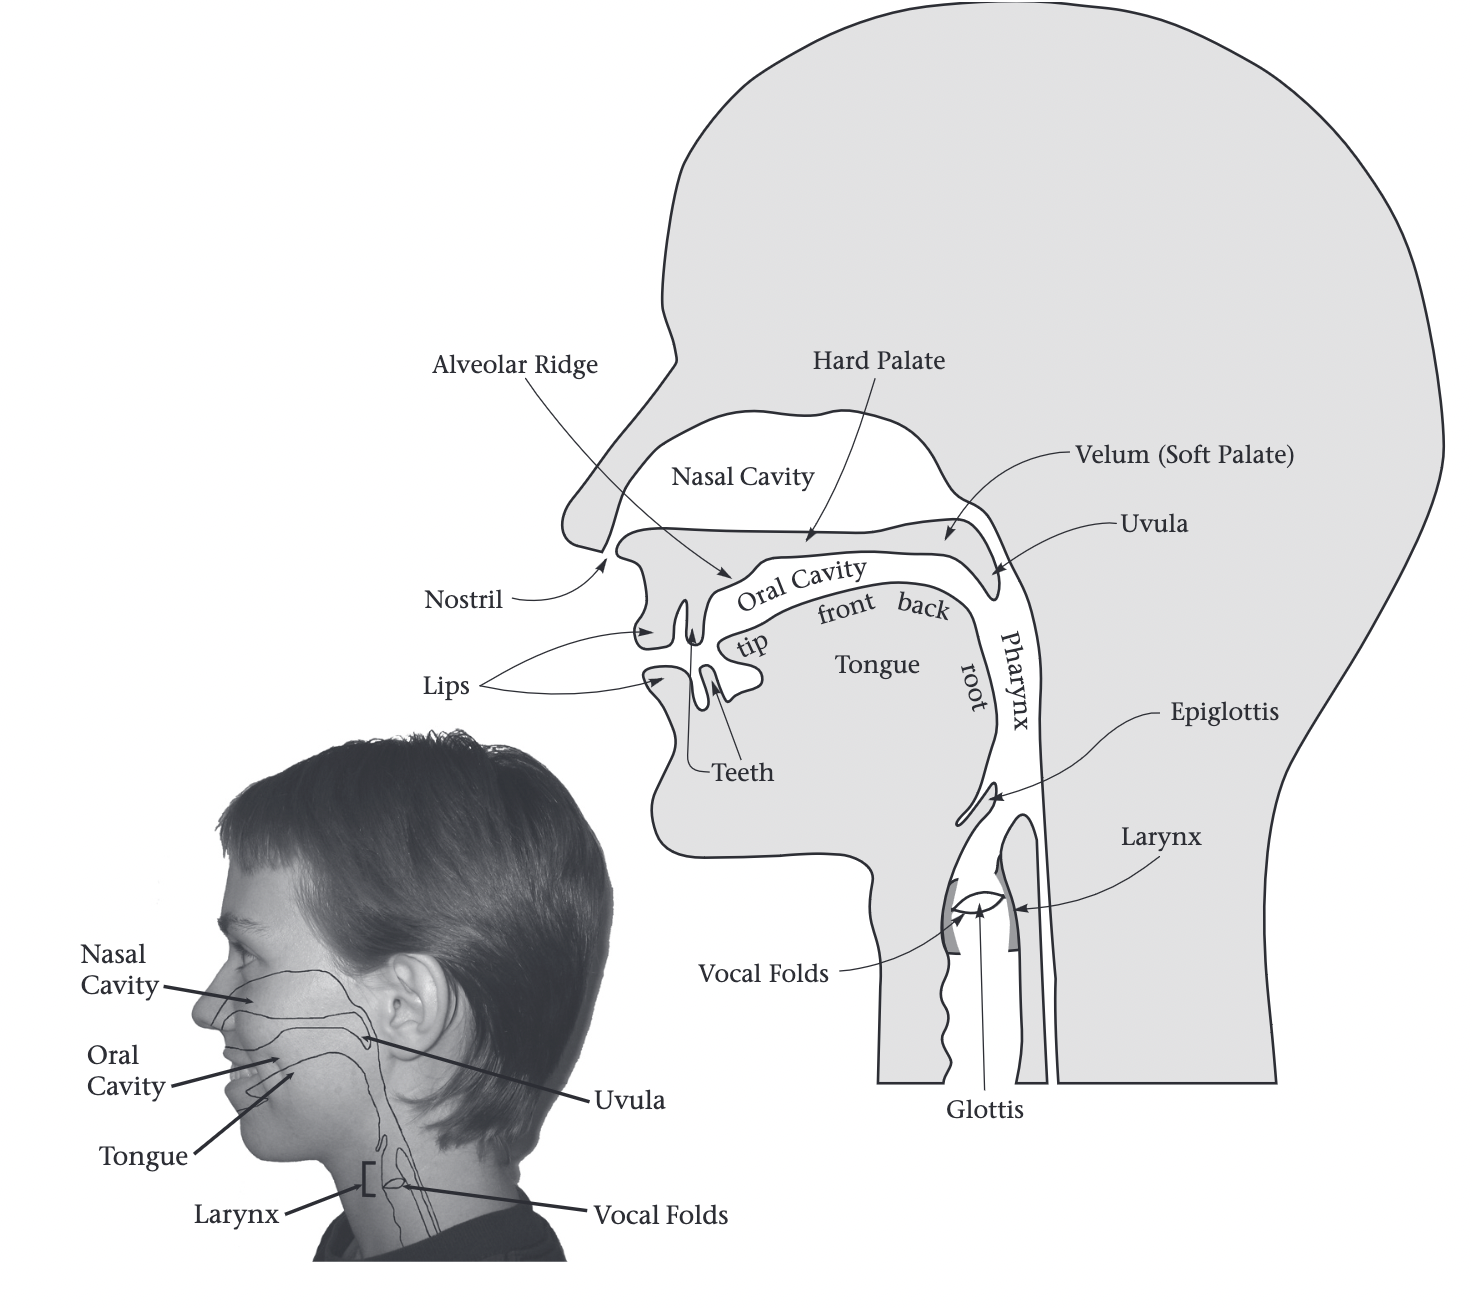 Alveolar Ridge
Hard Palate
Velum (Soft Palate)
Nasal Cavity
Uvula
Oral Cavity
Nostril
front
back
tip
Tongue
Pharynx
root
Lips
Epiglottis
Teeth
Larynx
Vocal Folds
Glottis
Nasal
Cavity
Oral
Cavity
Uvula
Tongue
Larynx
Vocal Folds